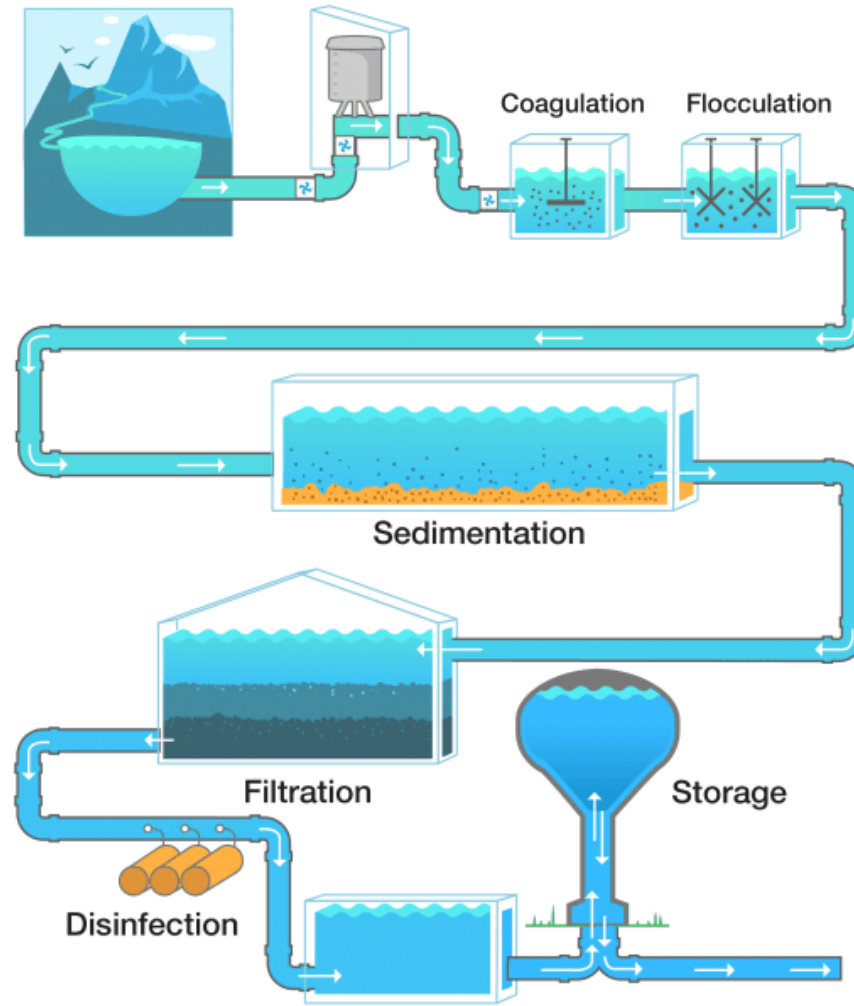 Coagulation
Flocculation
Sedimentation
Filtration
Storage
Disinfection